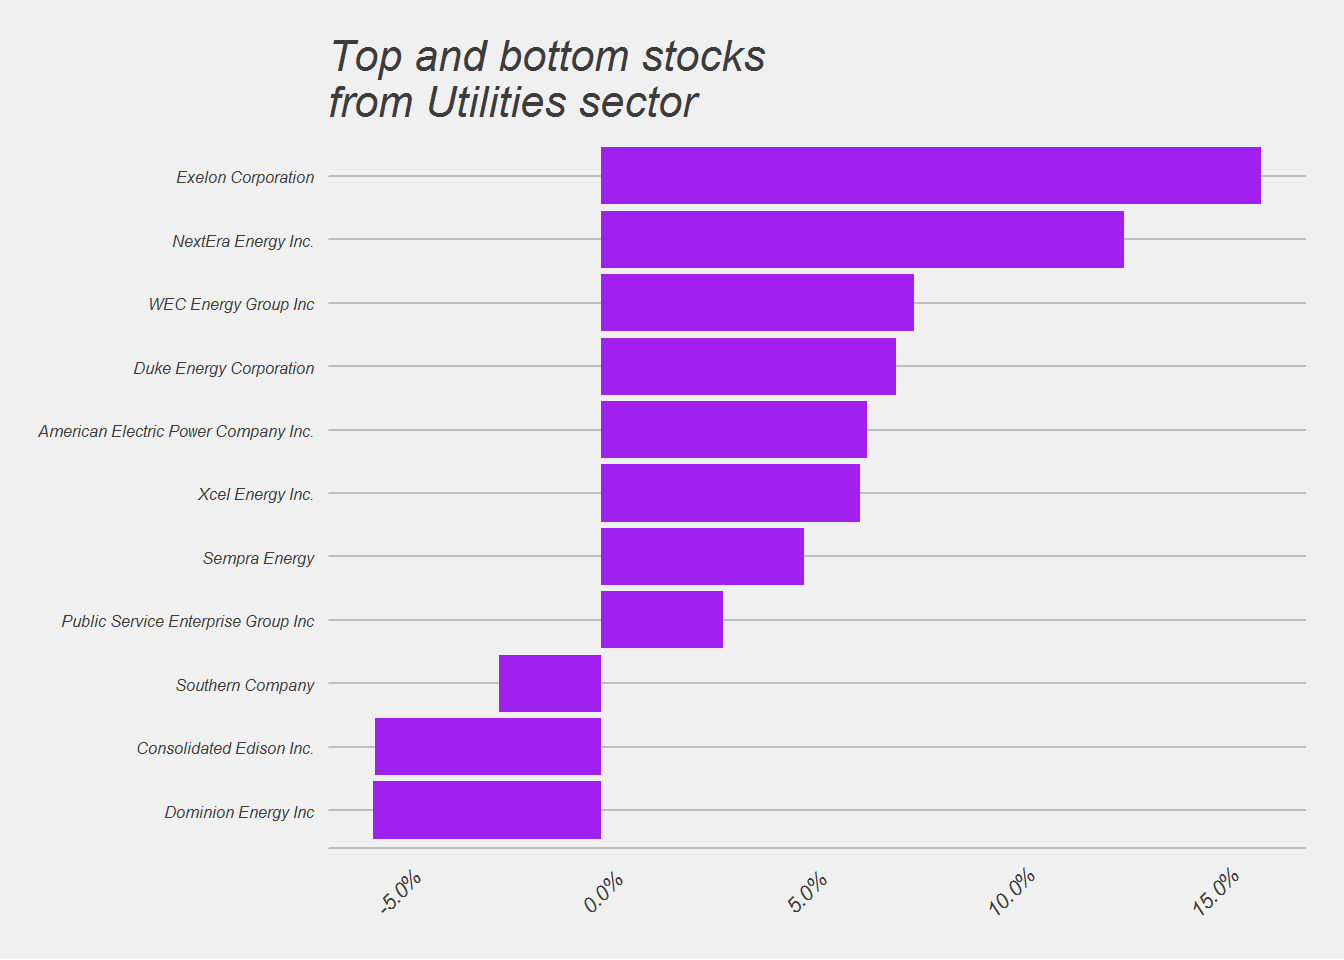 Top and bottom stocks
from Utilities sector
Exelon Corporation
NextEra Energy Inc.
WEC Energy Group Inc
Duke Energy Corporation
American Electric Power Company Inc.
Xcel Energy Inc.
Sempra Energy
Public Service Enterprise Group Inc
Southern Company
Consolidated Edison Inc.
Dominion Energy Inc
-5.0%
0.0%
5.0%
10.0%
15.0%